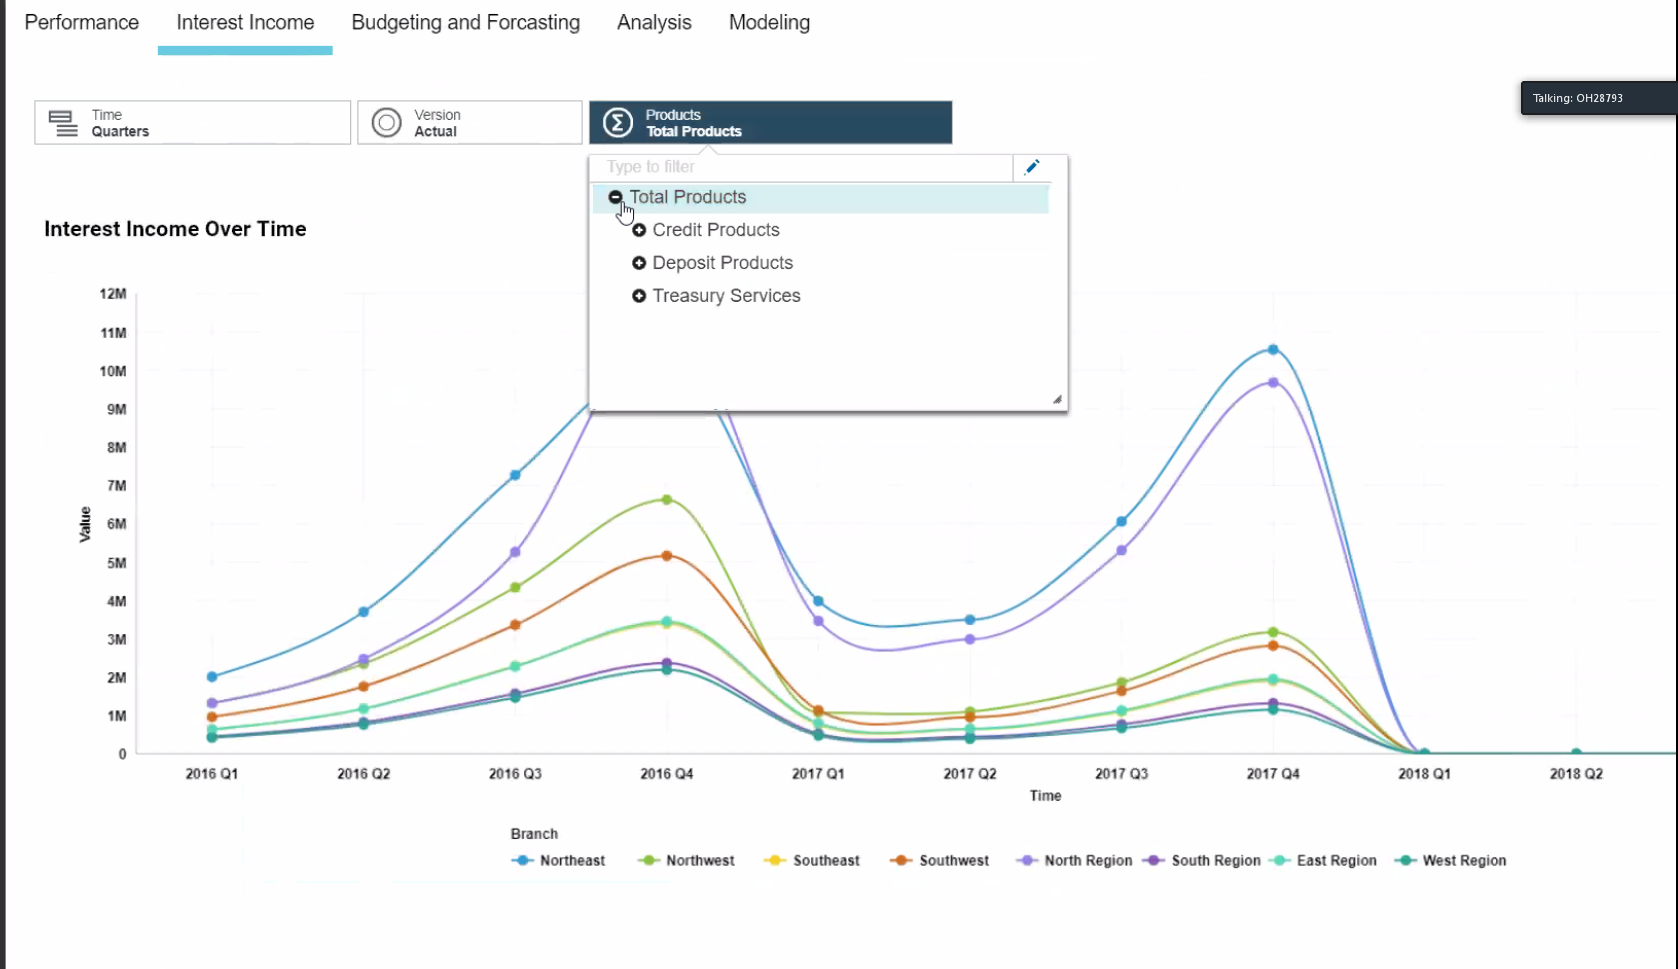 Performance Interest Income Budgeting and Forcasting Analysis Modeling
Talking: OH28793
Time
Quarters
Version
Actual
Products
Total Products
Type to filter
Total Products
Credit Products
Deposit Products
Treasury Services
Interest Income Over Time
12M
11M
10M
9M
8M
7M
6M
5M
4M
3M
2M
1M
0
Value
2016 Q1 2016 Q2 2016 Q3 2016 Q4 2017 Q1 2017 Q2 2017 Q3 2017 Q4 2018 Q1 2018 Q2
Time
Branch
Northeast Northwest Southeast Southwest North Region South Region East Region West Region